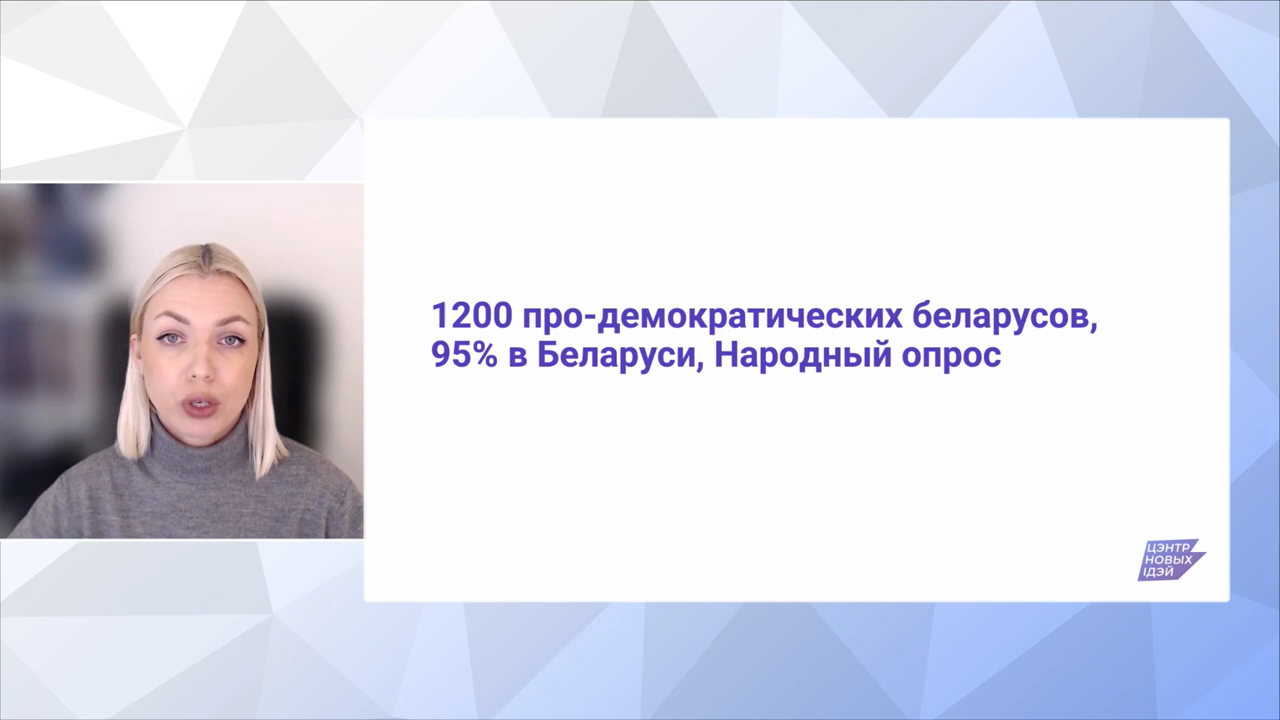 1200 про-демократических беларусов,
95% в Беларуси, Народный опрос
ЦЭНТР
НОВЫХ
ІДЭЙ